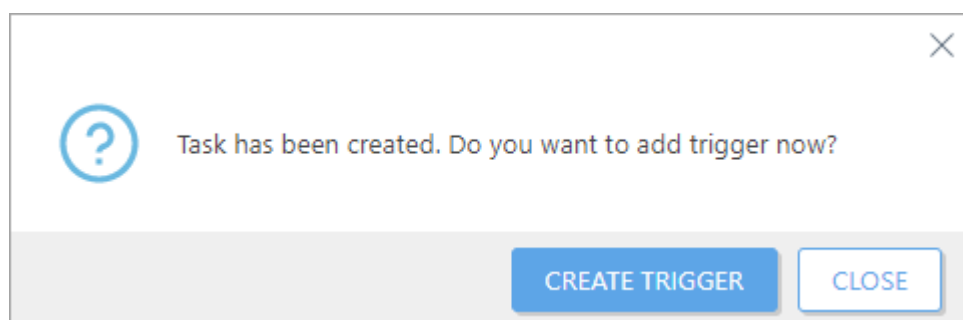 Task has been created. Do you want to add trigger now?
CREATE TRIGGER
CLOSE